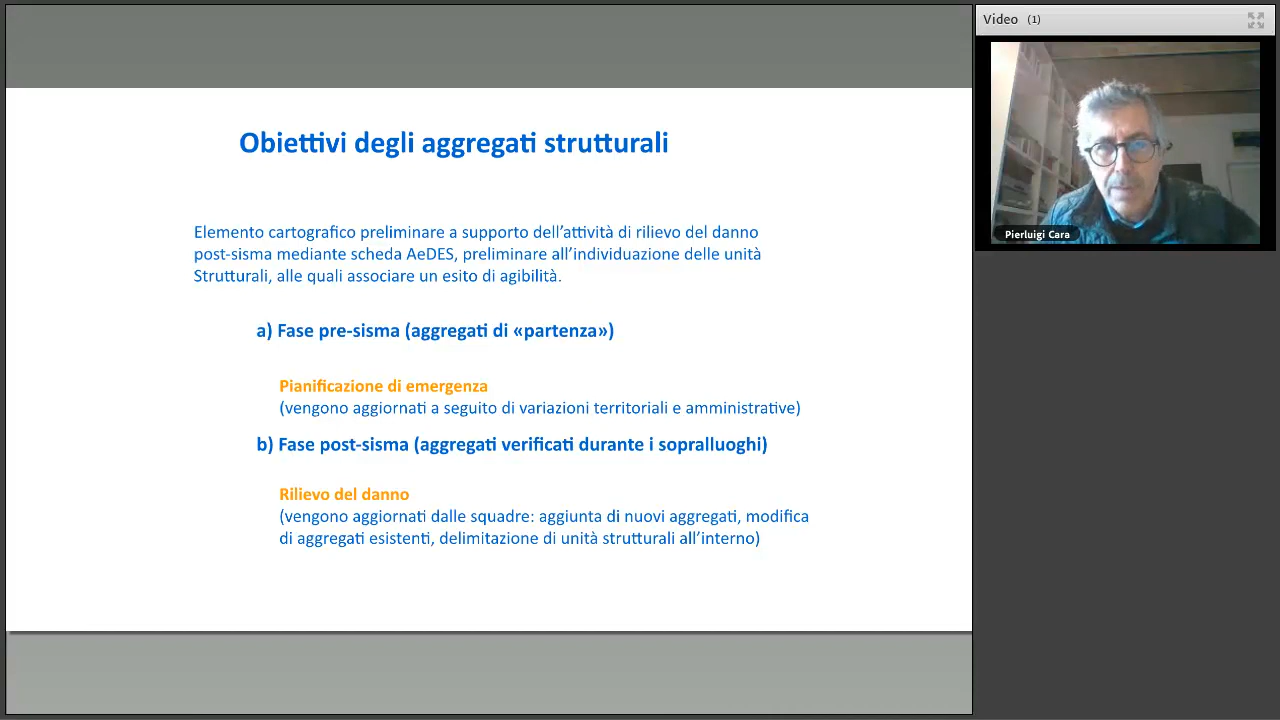 Obiettivi degli aggregati strutturali
Elemento cartografico preliminare a supporto dell'attività di rilievo del danno
post-sisma mediante scheda AeDES, preliminare all'individuazione delle unità
Strutturali, alle quali associare un esito di agibilità.
a) Fase pre-sisma (aggregati di «partenza»)
Pianificazione di emergenza
(vengono aggiornati a seguito di variazioni territoriali e amministrative)
b) Fase post-sisma (aggregati verificati durante i sopralluoghi)
Rilievo del danno
(vengono aggiornati dalle squadre: aggiunta di nuovi aggregati, modifica
di aggregati esistenti, delimitazione di unità strutturali all'interno)
Video (1)
Pierluigi Cara